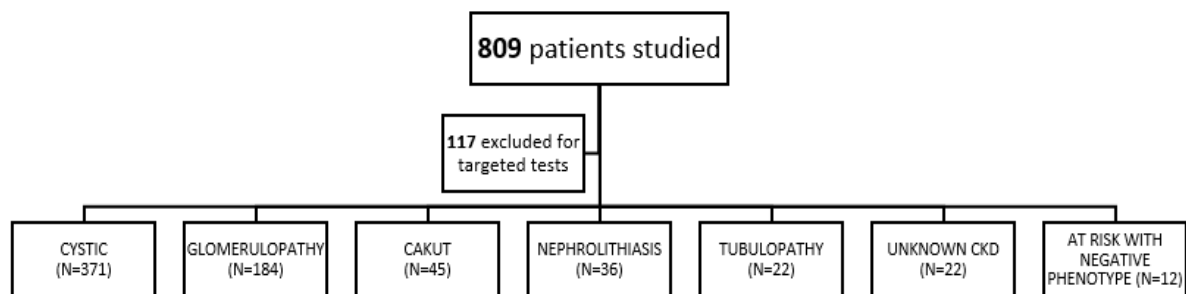 809 patients studied
117 excluded for
targeted tests
CYSTIC
(N=371)
GLOMERULOPATHY
(N=184)
CAKUT
(N=45)
NEPHROLITHIASIS
(N=36)
TUBULOPATHY
(N=22)
UNKNOWN CKD
(N=22)
AT RISK WITH
NEGATIVE
PHENOTYPE (N=12)